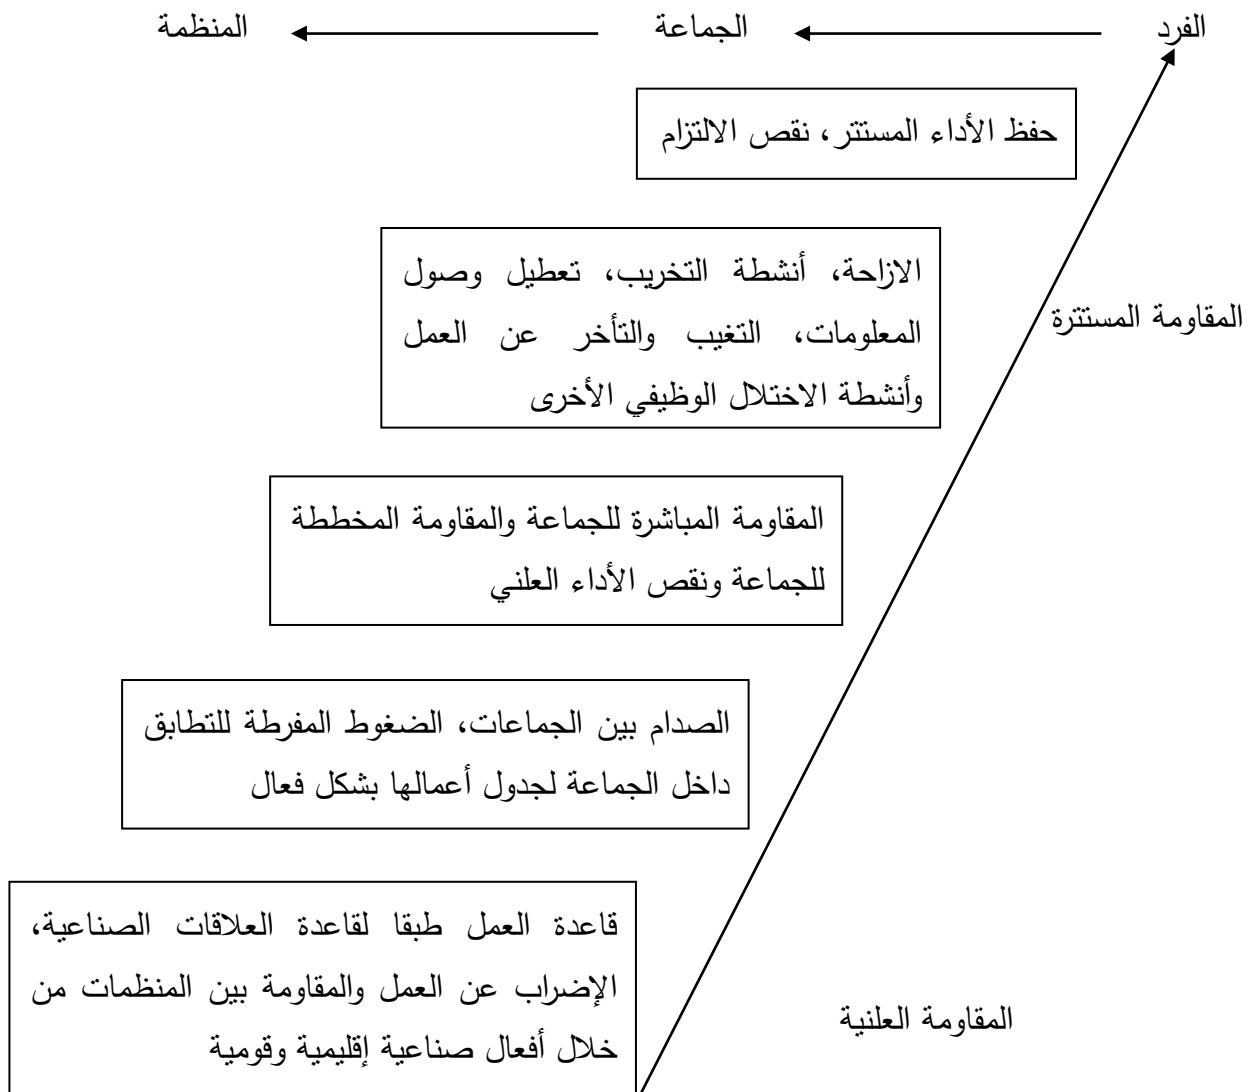 الفرد
الجماعة
المنظمة
حفظ الأداء المستتر، نقص الالتزام
الازاحة، أنشطة التخريب، تعطيل وصول
المعلومات، التغيب والتأخر عن العمل
وأنشطة الاختلال الوظيفي الأخرى
المقاومة المستترة
المقاومة المباشرة للجماعة والمقاومة المخططة
للجماعة ونقص الأداء العلني
الصدام بين الجماعات، الضغوط المفرطة للتطابق
داخل الجماعة لجدول أعمالها بشكل فعال
قاعدة العمل طبقا لقاعدة العلاقات الصناعية،
الإضراب عن العمل والمقاومة بين المنظمات من
خلال أفعال صناعية إقليمية وقومية
المقاومة العلنية